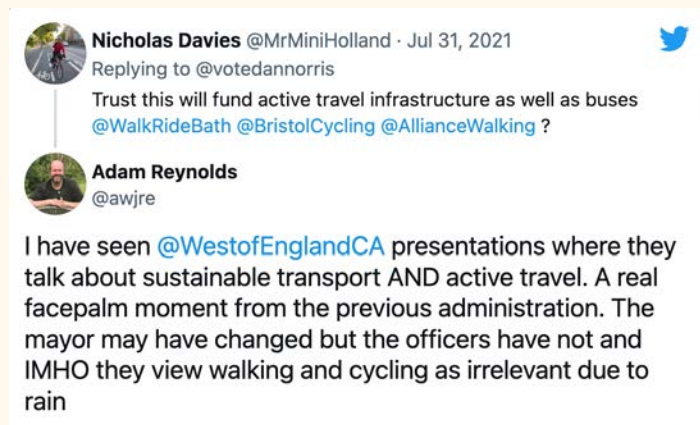 Nicholas Davies @MrMiniHolland · Jul 31, 2021
Replying to @votedannorris
Trust this will fund active travel infrastructure as well as buses
@WalkRideBath @BristolCycling @AllianceWalking ?
Adam Reynolds
@awjre
I have seen @WestofEnglandCA presentations where they
talk about sustainable transport AND active travel. A real
facepalm moment from the previous administration. The
mayor may have changed but the officers have not and
IMHO they view walking and cycling as irrelevant due to
rain